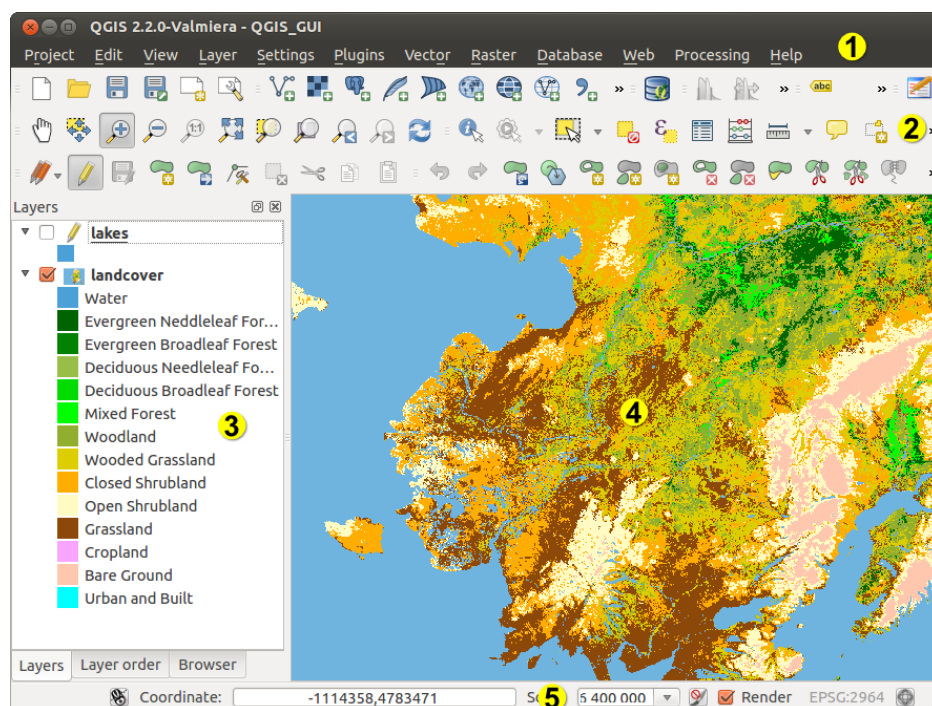 QGIS 2.2.0-Valmiera - QGIS_GUI
Project Edit View Layer Settings Plugins Vector Raster Database Web Processing Help 1
abc
1:1 2
Layers
lakes
landcover
Water
Evergreen Neddleleaf For...
Evergreen Broadleaf Forest
Deciduous Needleleaf Fo...
Deciduous Broadleaf Forest
Mixed Forest
3
4
Woodland
Wooded Grassland
Closed Shrubland
Open Shrubland
Grassland
Cropland
Bare Ground
Urban and Built
Layers Layer order Browser
Coordinate: -1114358,4783471 5 400 000 Render EPSG:2964